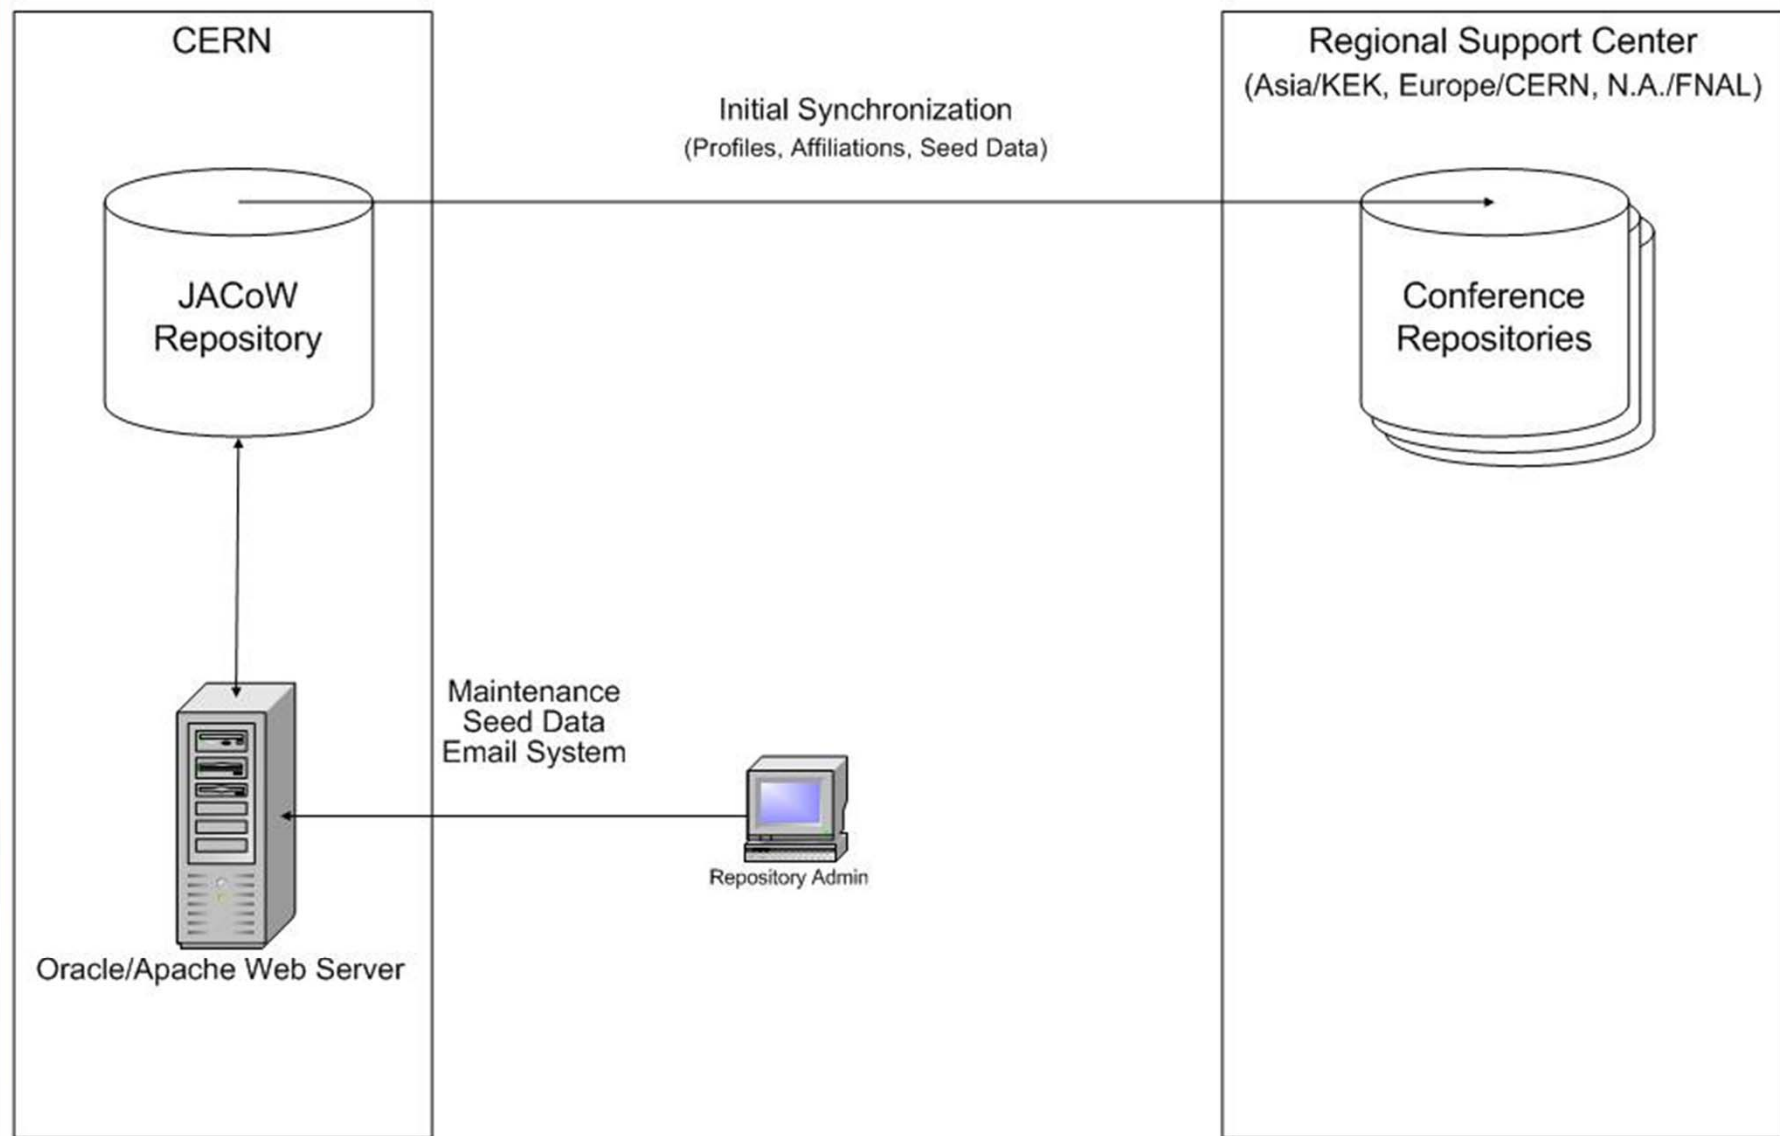 CERN
Regional Support Center
(Asia/KEK, Europe/CERN, N.A./FNAL)
Initial Synchronization
(Profiles, Affiliations, Seed Data)
JACoW
Repository
Conference
Repositories
Maintenance
Seed Data
Email System
Repository Admin
Oracle/Apache Web Server